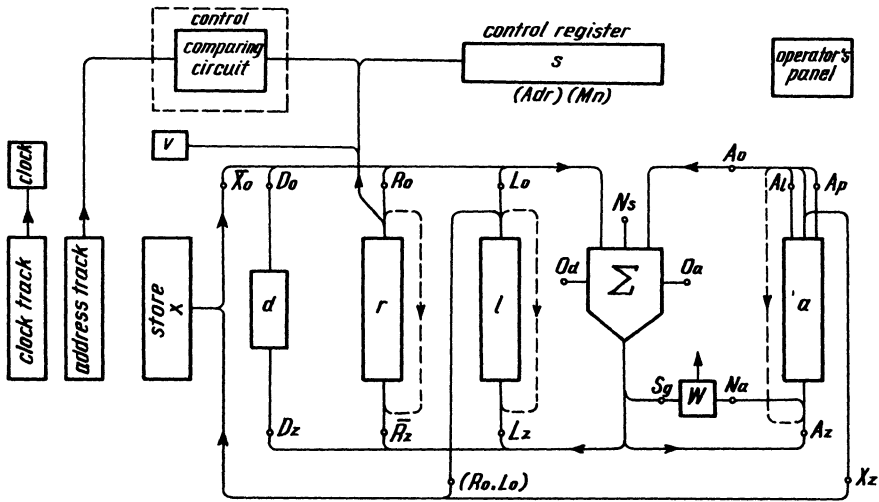 control
comparing
circuit
control register
s
(Adr) (Mn)
operator's
panel
v
clock
X̅o
Do
Ro
Lo
Ns
Ao
Al
Ap
clock track
address track
store
x
d
r
l
Od
Σ
Oa
'a
Sg
W
Na
Dz
R̅z
Lz
Az
(Ro.Lo)
Xz